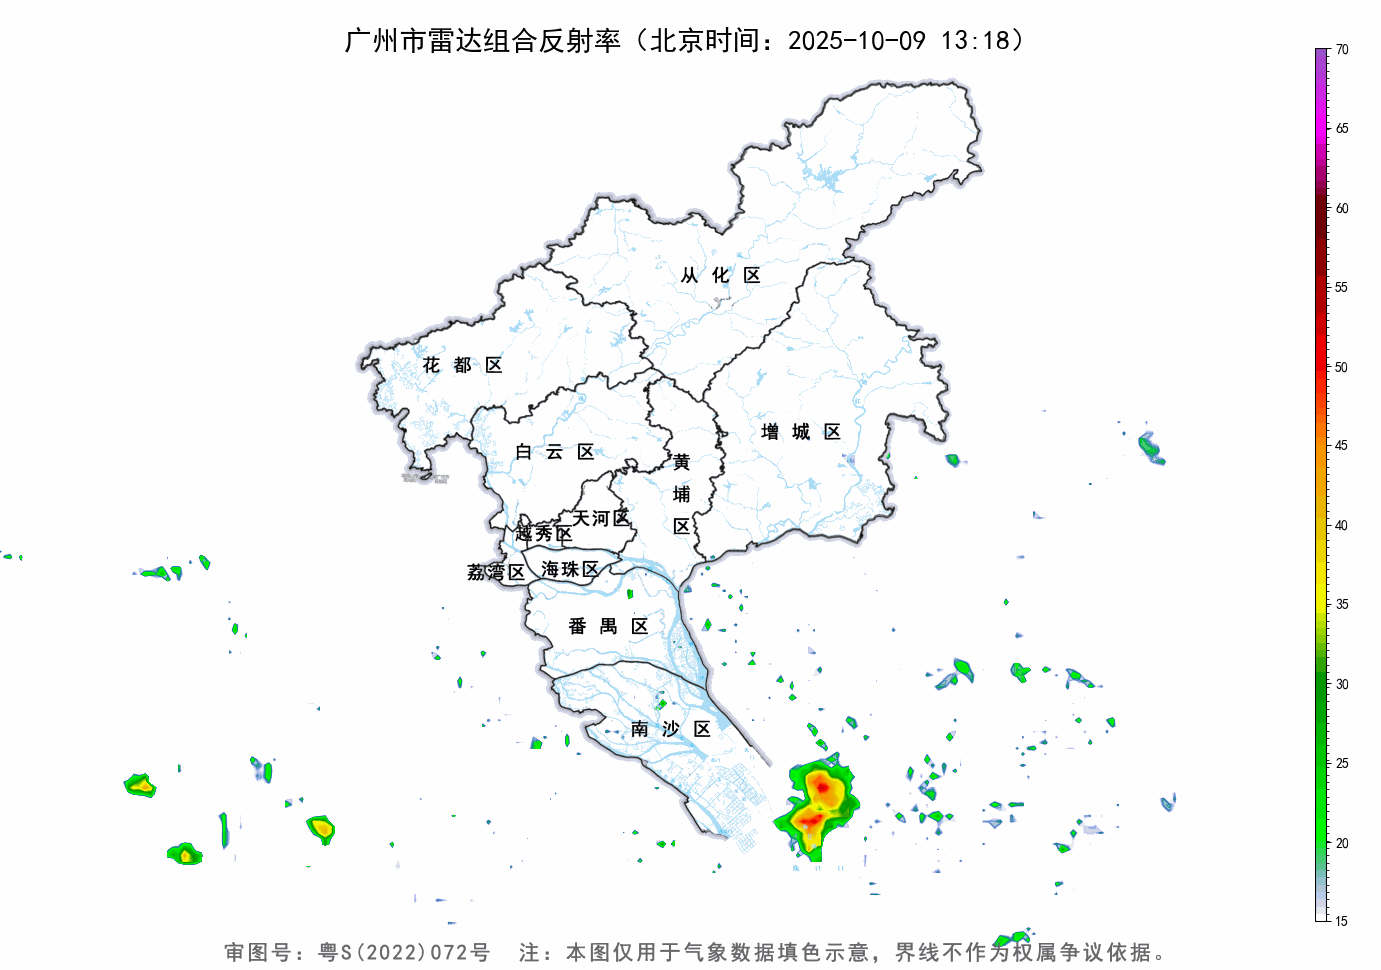 广州市雷达组合反射率（北京时间：2025-10-09 13:18）
70
65
60
55
50
45
40
35
30
25
20
15
从化区
花都区
增城区
白云区
黄埔区
天河区
越秀区
荔湾区
海珠区
番禺区
南沙区
审图号：粤S(2022)072号 注：本图仅用于气象数据填色示意，界线不作为权属争议依据。